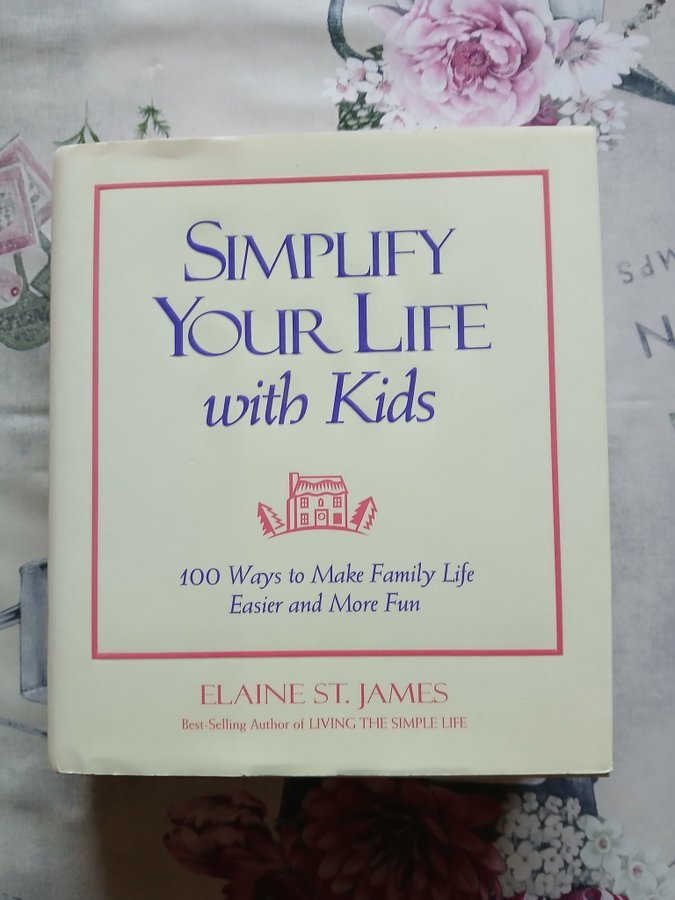 SIMPLIFY
YOUR LIFE
with Kids
100 Ways to Make Family Life
Easier and More Fun
ELAINE ST. JAMES
Best-Selling Author of LIVING THE SIMPLE LIFE